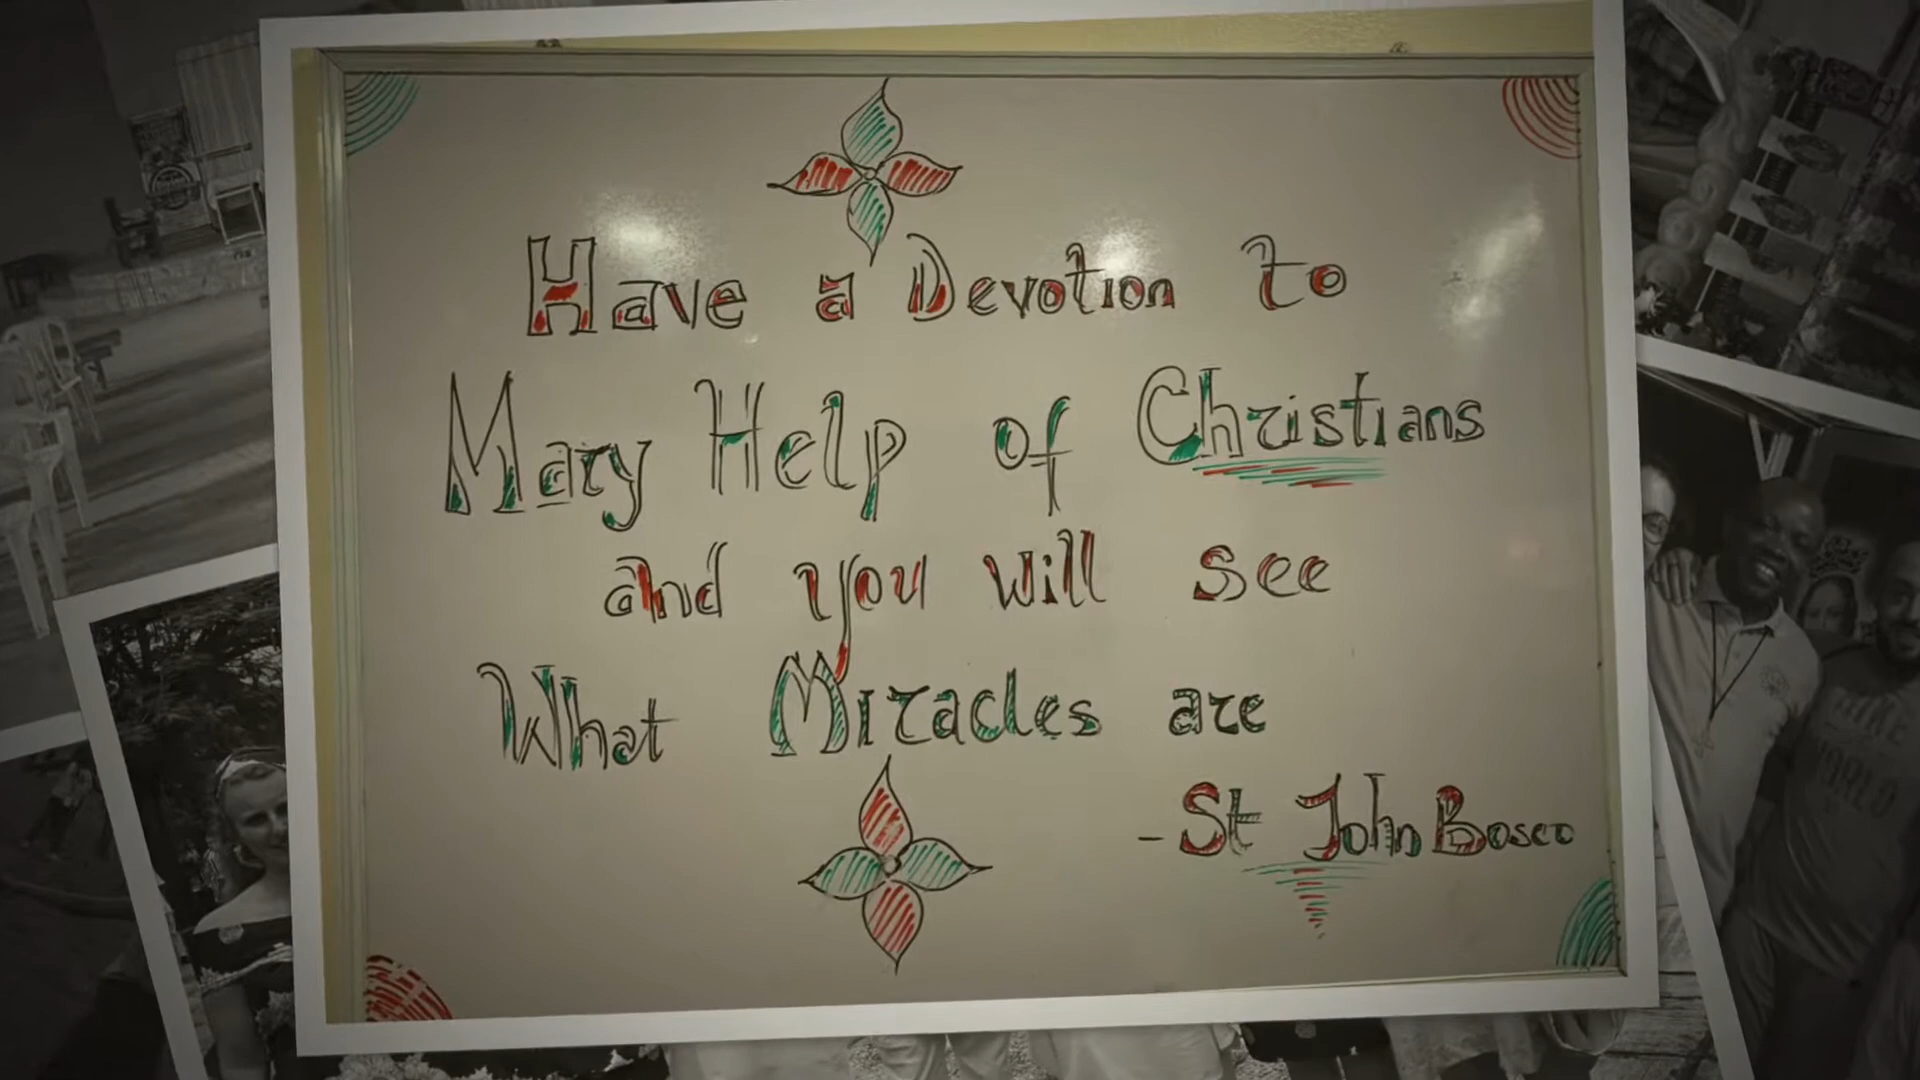 Have a Devotion to
Mary Help of Christians
and you will see
What Miracles are
- St John Bosco